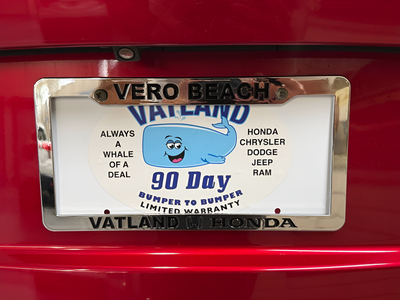 VERO BEACH
VATLAND
ALWAYS
A
WHALE
OF A
DEAL
HONDA
CHRYSLER
DODGE
JEEP
RAM
90 Day
BUMPER TO BUMPER
LIMITED WARRANTY
VATLAND HONDA